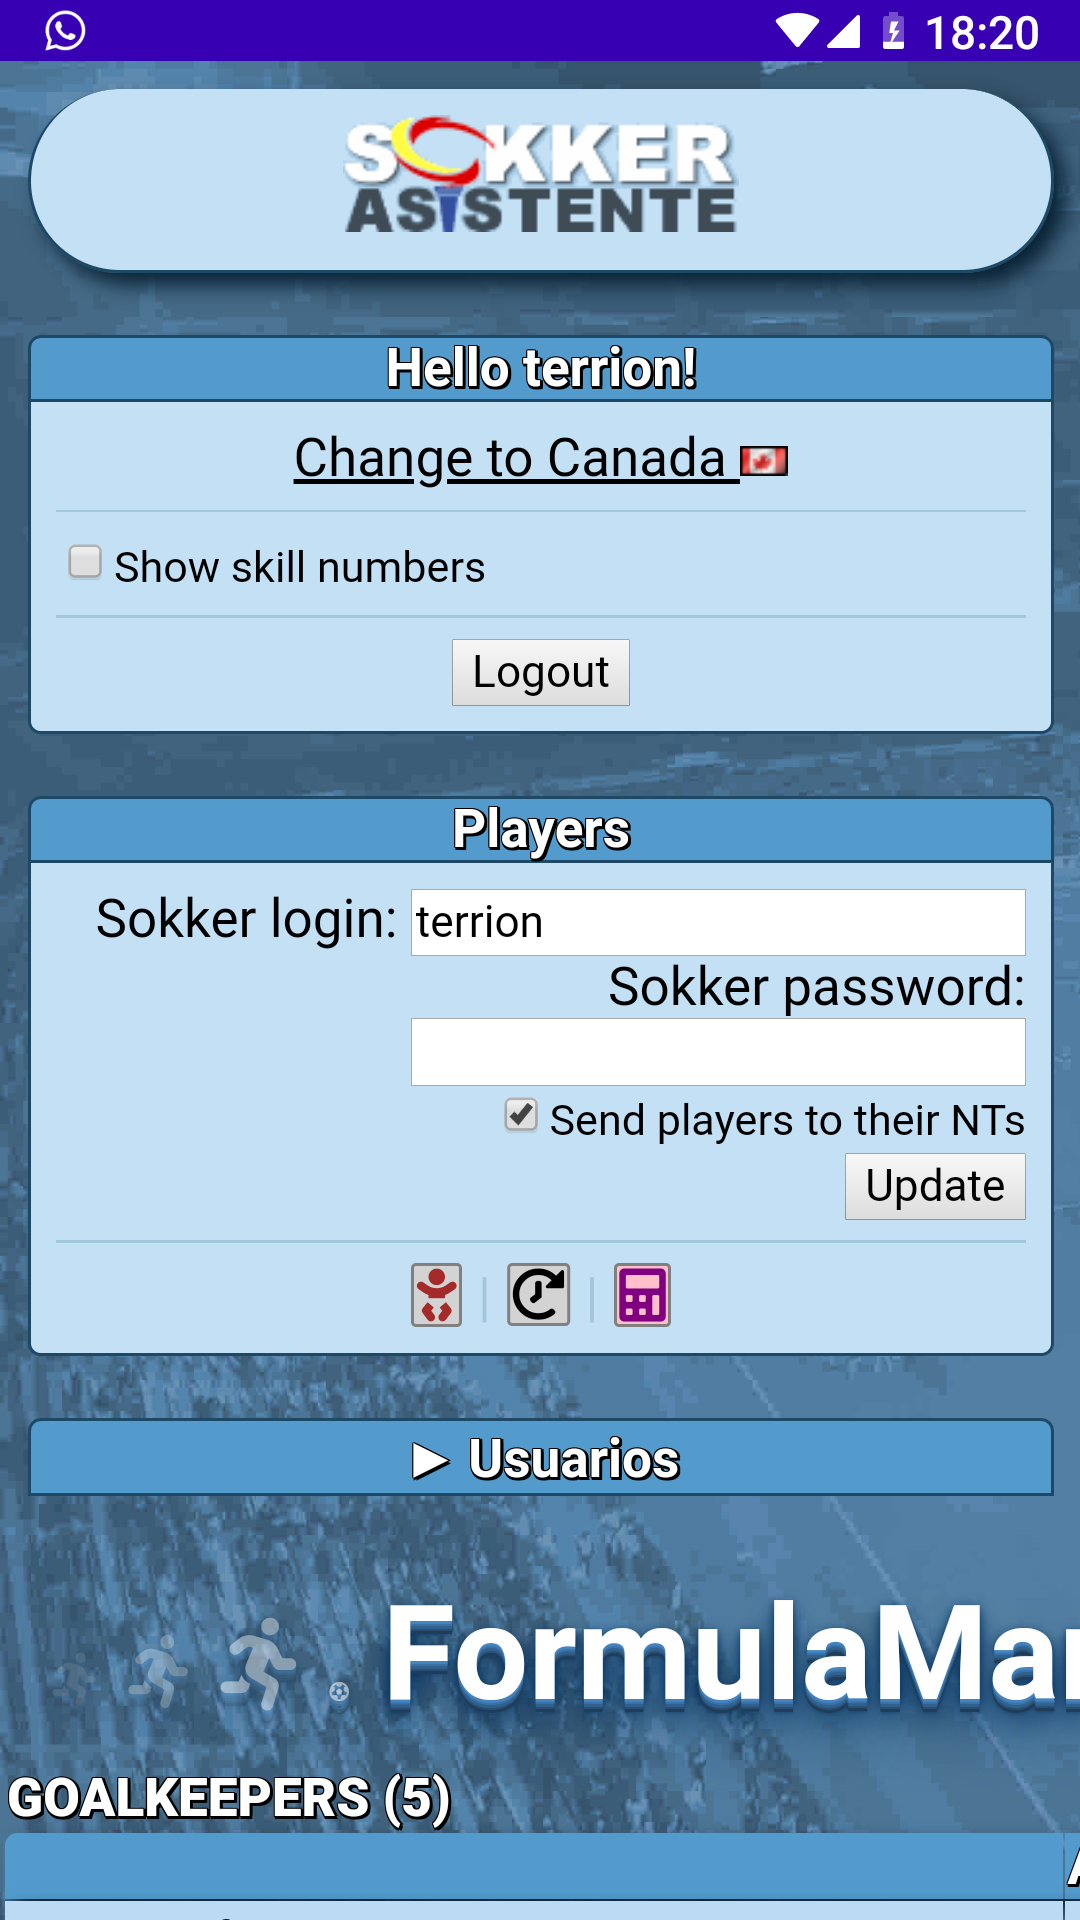 18:20
SOKKER
ASISTENTE
Hello terrion!
Change to Canada
Show skill numbers
Logout
Players
Sokker login: terrion
Sokker password:
Send players to their NTs
Update
► Usuarios
FormulaMa
GOALKEEPERS (5)